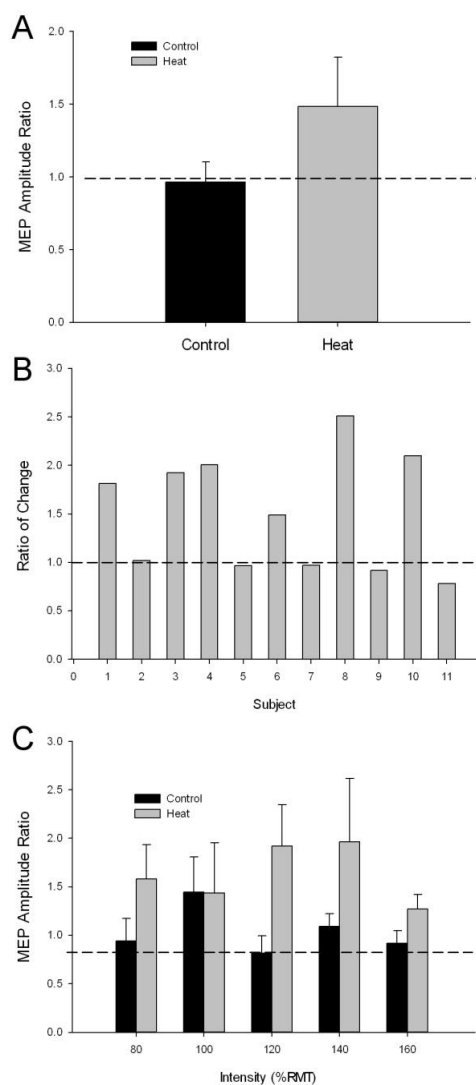 A
2.0
Control
Heat
1.5
MEP Amplitude Ratio
1.0
0.5
0.0
Control Heat
B
3.0
2.5
2.0
Ratio of Change
1.5
1.0
0.5
0.0
0 1 2 3 4 5 6 7 8 9 10 11
Subject
C
3.0
Control
Heat
2.5
2.0
MEP Amplitude Ratio
1.5
1.0
0.5
0.0
80 100 120 140 160
Intensity (%RMT)